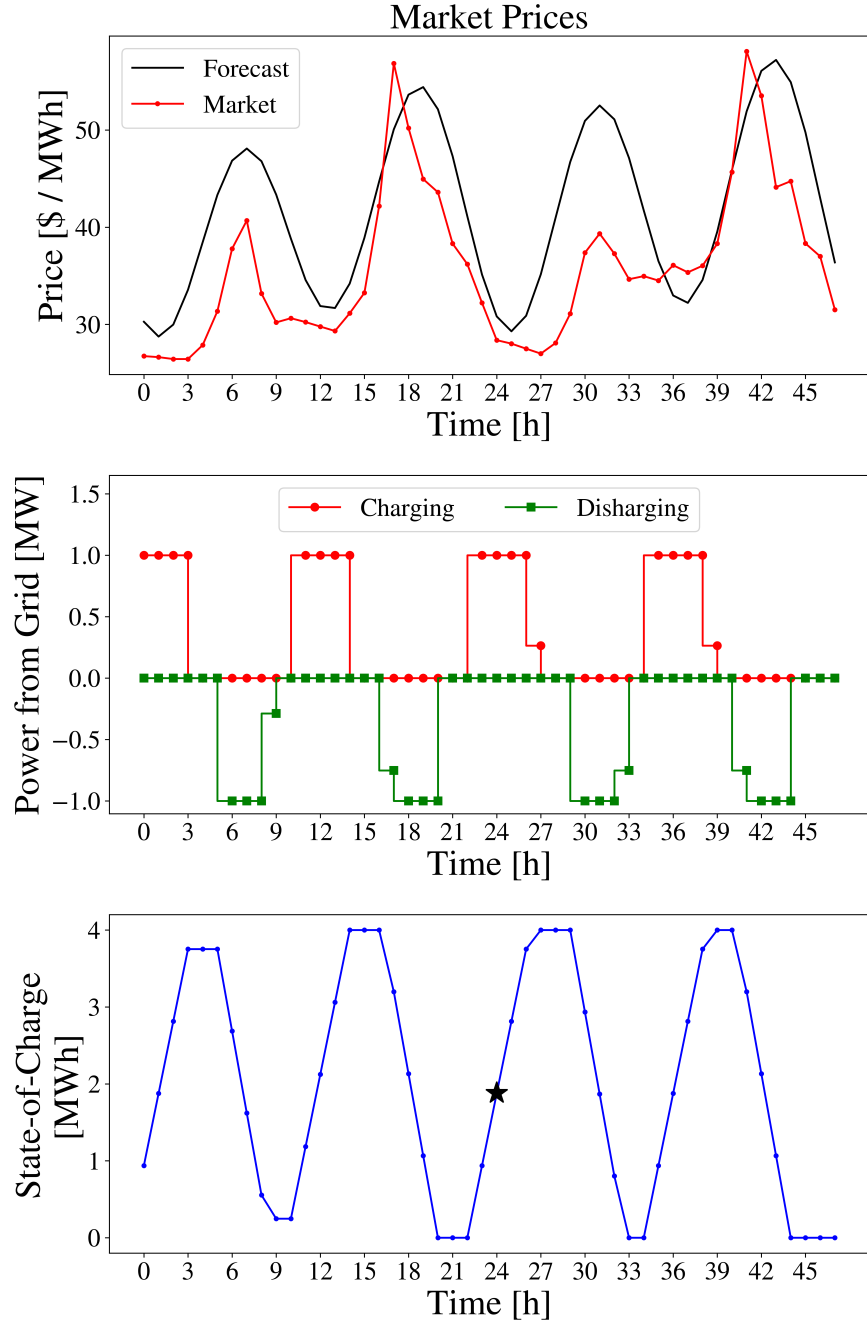 Market Prices
Price [$ / MWh]
50
40
30
Forecast
Market
0 3 6 9 12 15 18 21 24 27 30 33 36 39 42 45
Time [h]
Power from Grid [MW]
1.5
1.0
0.5
0.0
−0.5
−1.0
Charging
Disharging
0 3 6 9 12 15 18 21 24 27 30 33 36 39 42 45
Time [h]
State-of-Charge
[MWh]
4
3
2
1
0
0 3 6 9 12 15 18 21 24 27 30 33 36 39 42 45
Time [h]